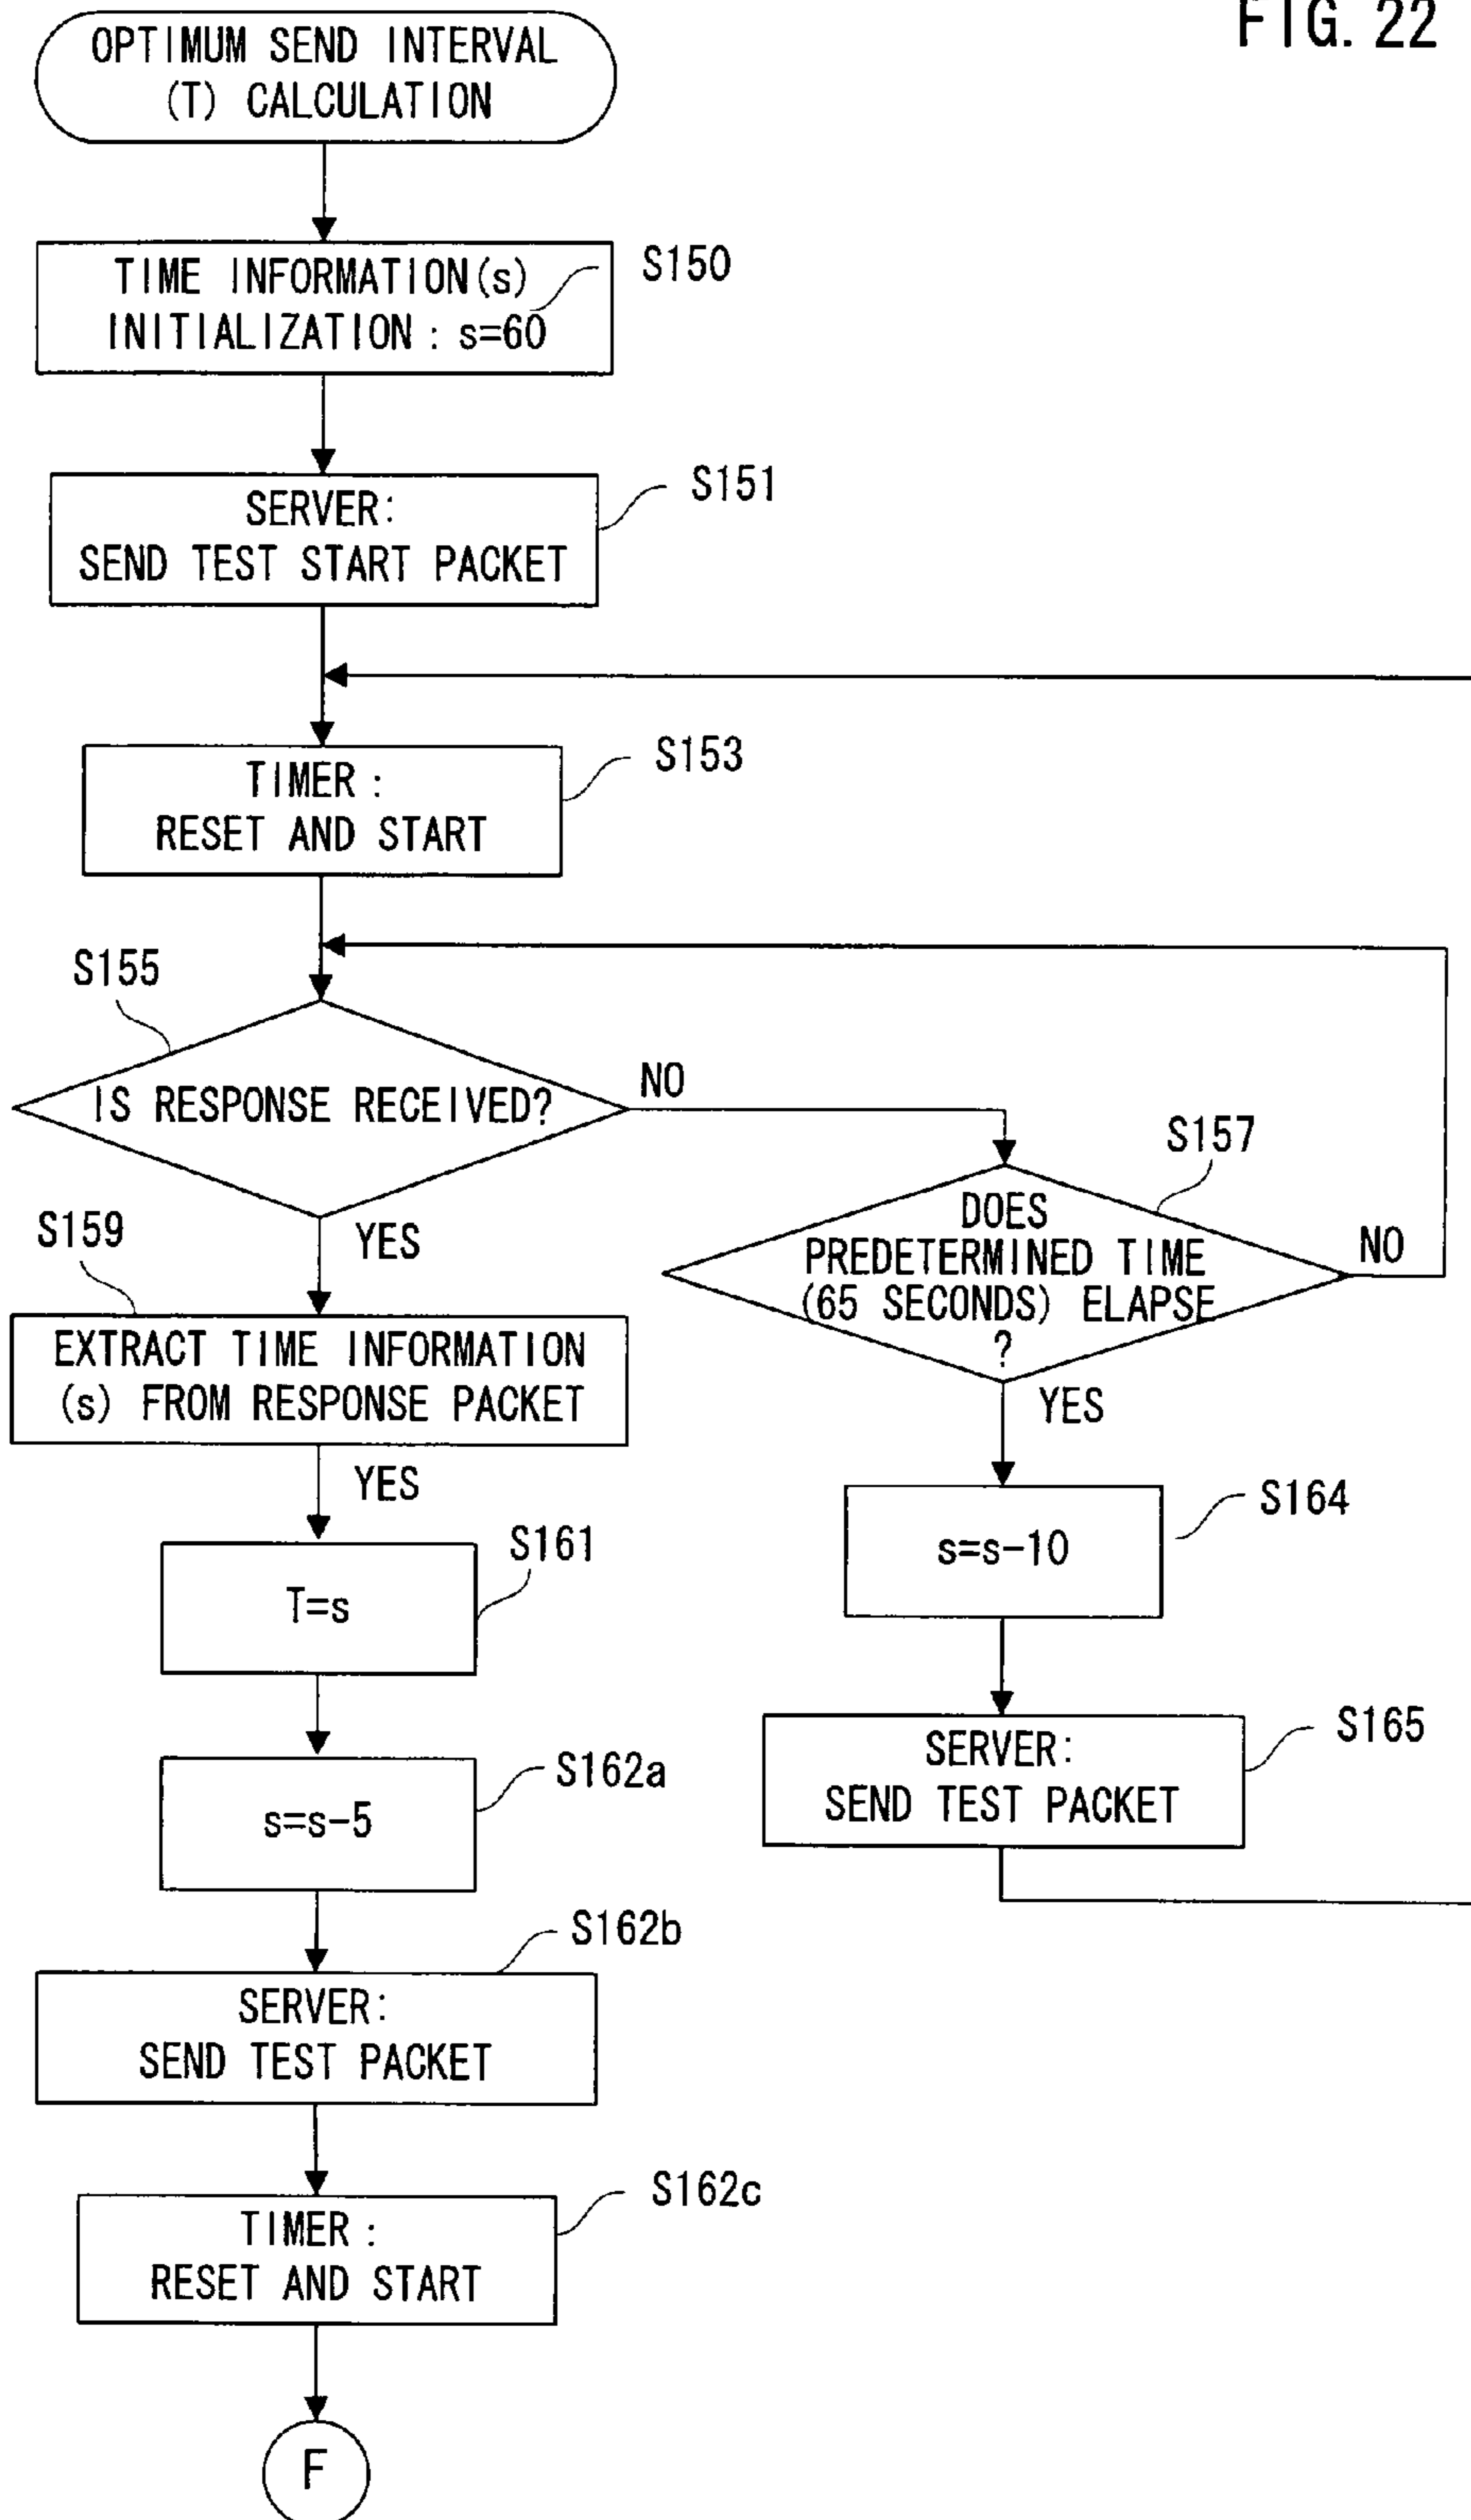 FIG. 22
OPTIMUM SEND INTERVAL
(T) CALCULATION
S150
TIME INFORMATION(s)
INITIALIZATION: s=60
S151
SERVER:
SEND TEST START PACKET
S153
TIMER:
RESET AND START
S155
IS RESPONSE RECEIVED?
NO
YES
S157
DOES
PREDETERMINED TIME
(65 SECONDS) ELAPSE
?
NO
YES
S159
EXTRACT TIME INFORMATION
(s) FROM RESPONSE PACKET
YES
S161
T=s
S164
s=s-10
S162a
s=s-5
S165
SERVER:
SEND TEST PACKET
S162b
SERVER:
SEND TEST PACKET
S162c
TIMER:
RESET AND START
F